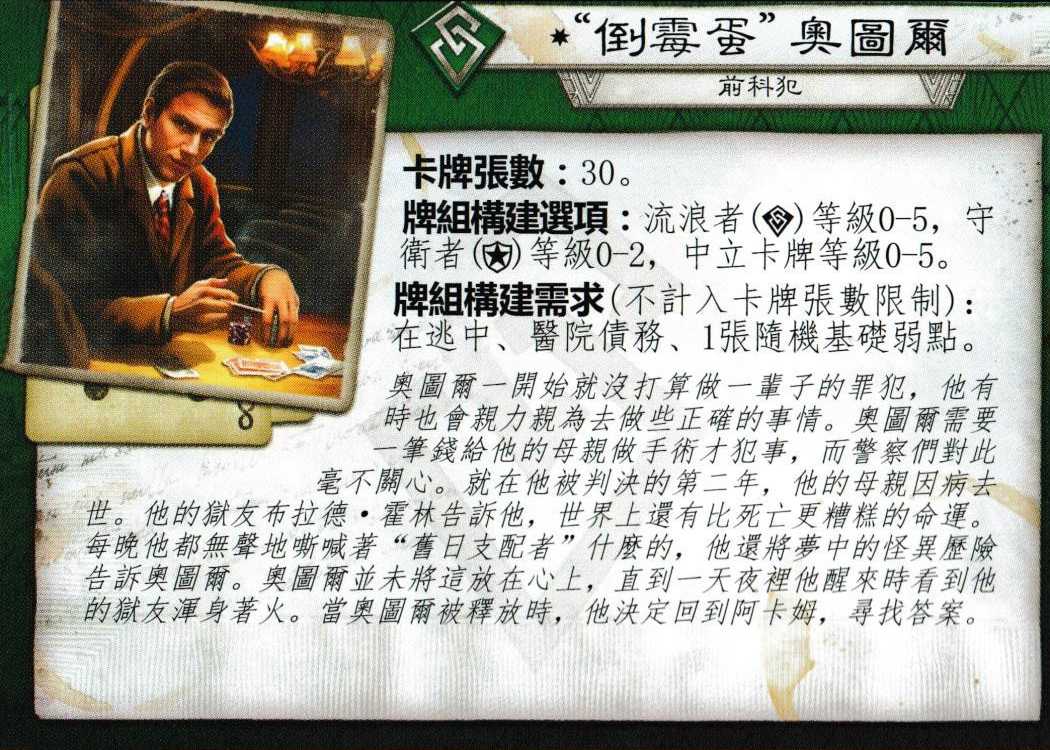 “倒霉蛋”奧圖爾
前科犯
卡牌張數：30。
牌組構建選項：流浪者()等級0-5，守
衛者()等級0-2，中立卡牌等級0-5。
牌組構建需求(不計入卡牌張數限制)：
在逃中、醫院債務、1張隨機基礎弱點。
奧圖爾一開始就沒打算做一輩子的罪犯，他有
時也會親力親為去做些正確的事情。奧圖爾需要
一筆錢給他的母親做手術才犯事，而警察們對此
毫不關心。就在他被判決的第二年，他的母親因病去
世。他的獄友布拉德•霍林告訴他，世界上還有比死亡更糟糕的命運。
每晚他都無聲地嘶喊著“舊日支配者”什麼的，他還將夢中的怪異歷險
告訴奧圖爾。奧圖爾並未將這放在心上，直到一天夜裡他醒來時看到他
的獄友渾身著火。當奧圖爾被釋放時，他決定回到阿卡姆，尋找答案。
8